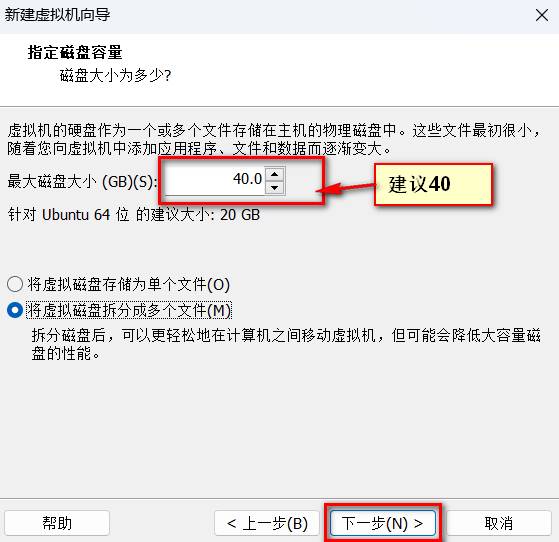 新建虚拟机向导
指定磁盘容量
磁盘大小为多少?
虚拟机的硬盘作为一个或多个文件存储在主机的物理磁盘中。这些文件最初很小，
随着您向虚拟机中添加应用程序、文件和数据而逐渐变大。
最大磁盘大小 (GB)(S): 40.0
建议40
针对 Ubuntu 64 位 的建议大小: 20 GB
将虚拟磁盘存储为单个文件(O)
将虚拟磁盘拆分成多个文件(M)
拆分磁盘后，可以更轻松地在计算机之间移动虚拟机，但可能会降低大容量磁
盘的性能。
帮助 < 上一步(B) 下一步(N) > 取消